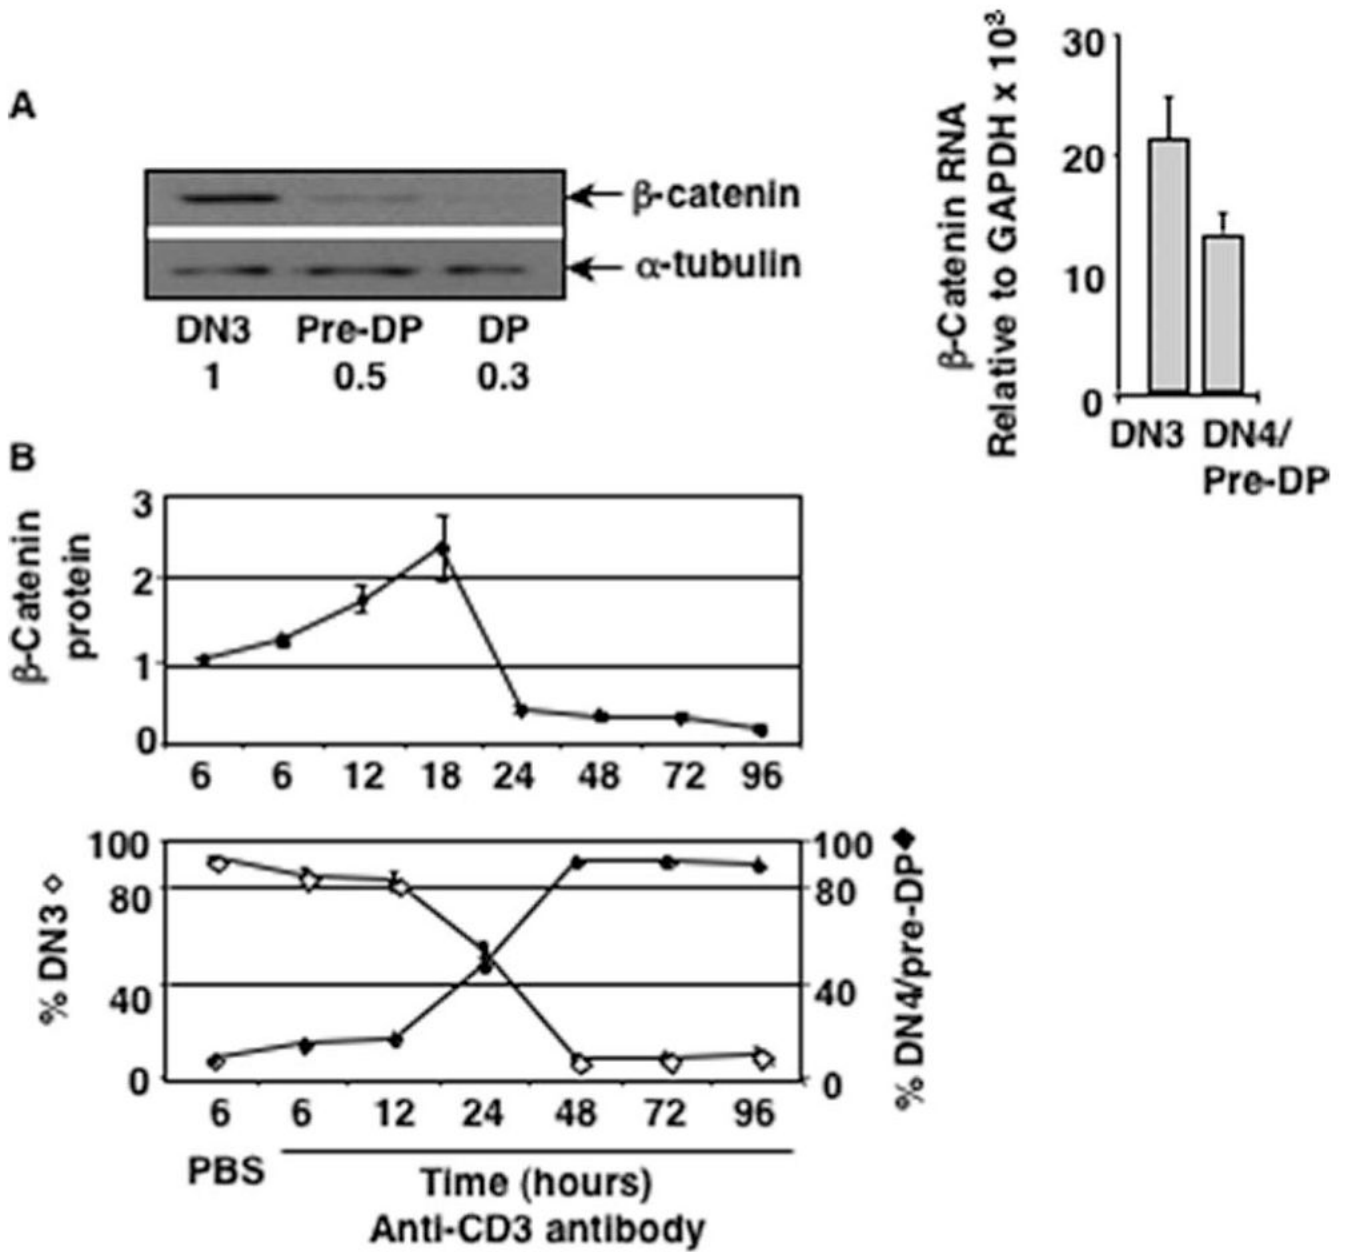 A
β-catenin
α-tubulin
DN3 Pre-DP DP
1 0.5 0.3
β-Catenin RNA
Relative to GAPDH x 10³
30
20
10
0
DN3 DN4/
Pre-DP
B
β-Catenin
protein
3
2
1
0
6 6 12 18 24 48 72 96
% DN3 ◇
100
80
40
0
100
80
40
0
% DN4/pre-DP◆
6 6 12 24 48 72 96
PBS
Time (hours)
Anti-CD3 antibody